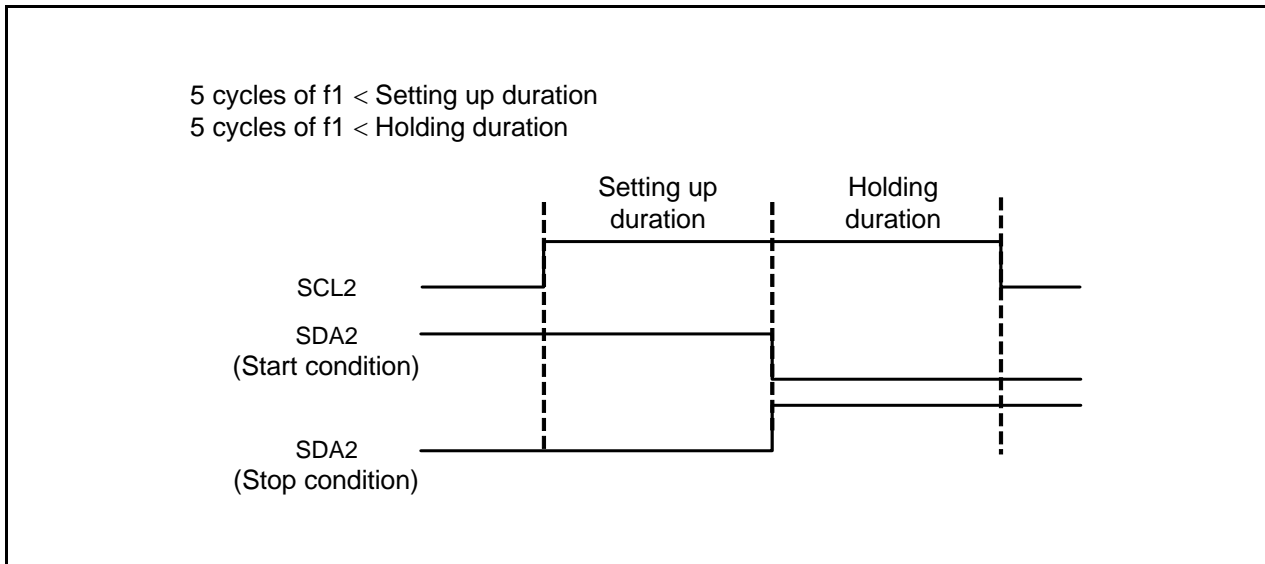 5 cycles of f1 < Setting up duration
5 cycles of f1 < Holding duration
Setting up
duration
Holding
duration
SCL2
SDA2
(Start condition)
SDA2
(Stop condition)